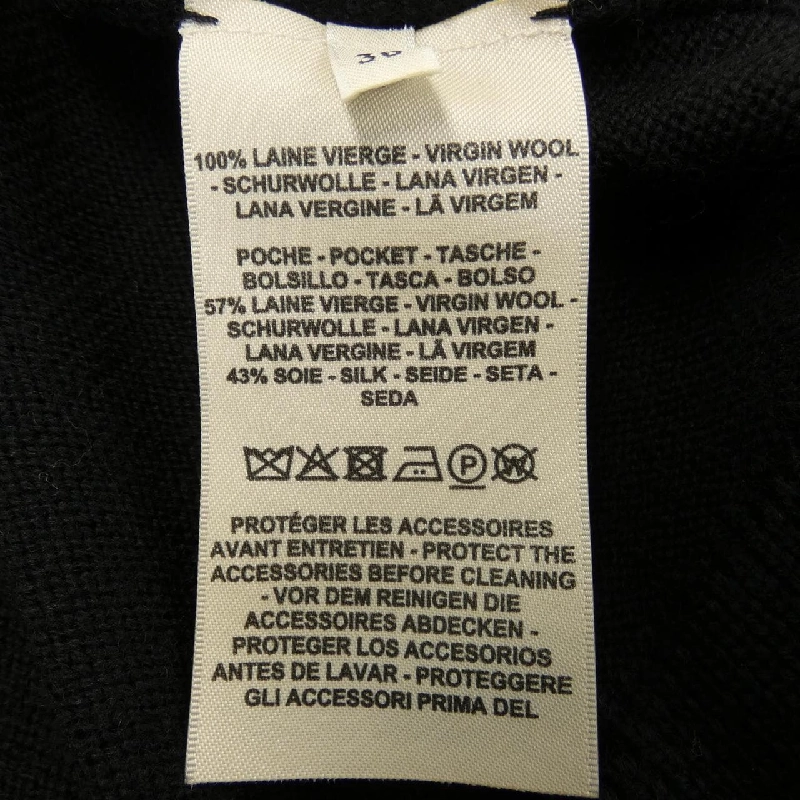 100% LAINE VIERGE - VIRGIN WOOL
- SCHURWOLLE - LANA VIRGEN -
LANA VERGINE - LÃ VIRGEM
POCHE - POCKET - TASCHE -
BOLSILLO - TASCA - BOLSO
57% LAINE VIERGE - VIRGIN WOOL -
SCHURWOLLE - LANA VIRGEN -
LANA VERGINE - LÃ VIRGEM
43% SOIE - SILK - SEIDE - SETA -
SEDA
P W
PROTÉGER LES ACCESSOIRES
AVANT ENTRETIEN - PROTECT THE
ACCESSORIES BEFORE CLEANING
- VOR DEM REINIGEN DIE
ACCESSOIRES ABDECKEN -
PROTEGER LOS ACCESORIOS
ANTES DE LAVAR - PROTEGGERE
GLI ACCESSORI PRIMA DEL